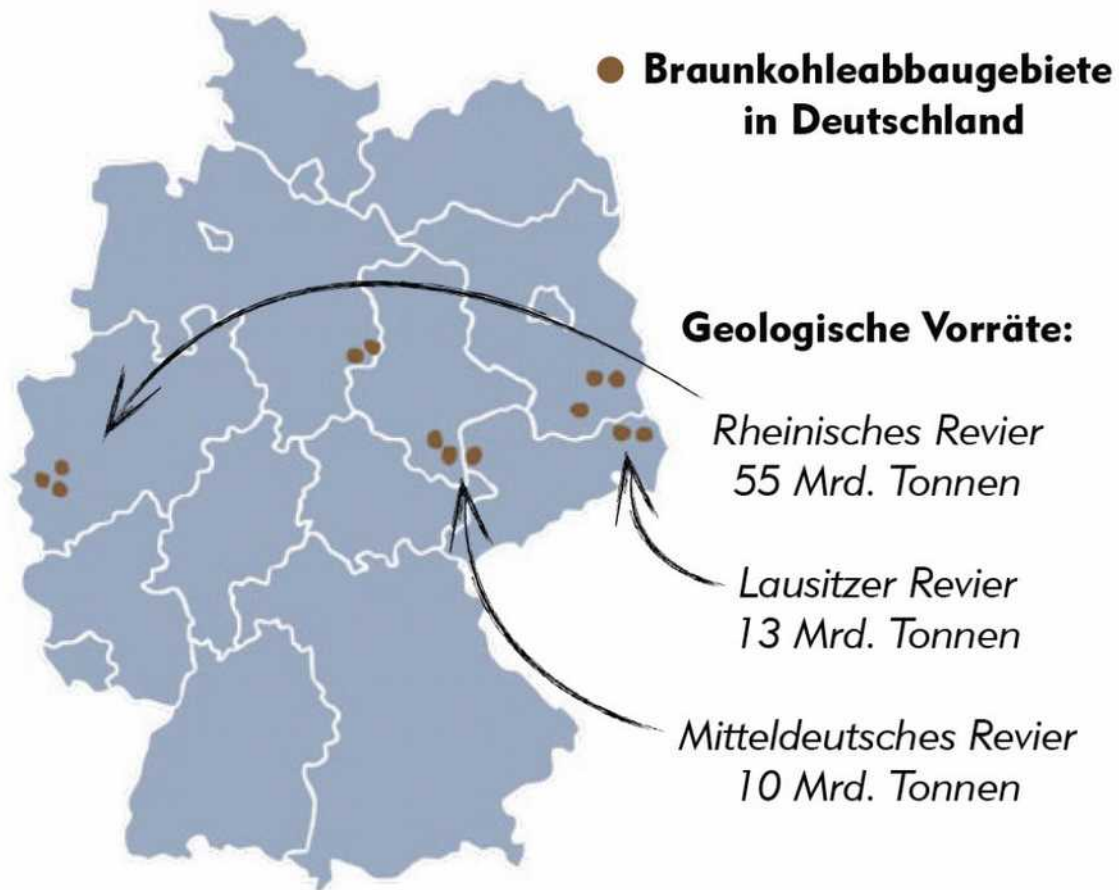 Braunkohleabbaugebiete
in Deutschland
Geologische Vorräte:
Rheinisches Revier
55 Mrd. Tonnen
Lausitzer Revier
13 Mrd. Tonnen
Mitteldeutsches Revier
10 Mrd. Tonnen